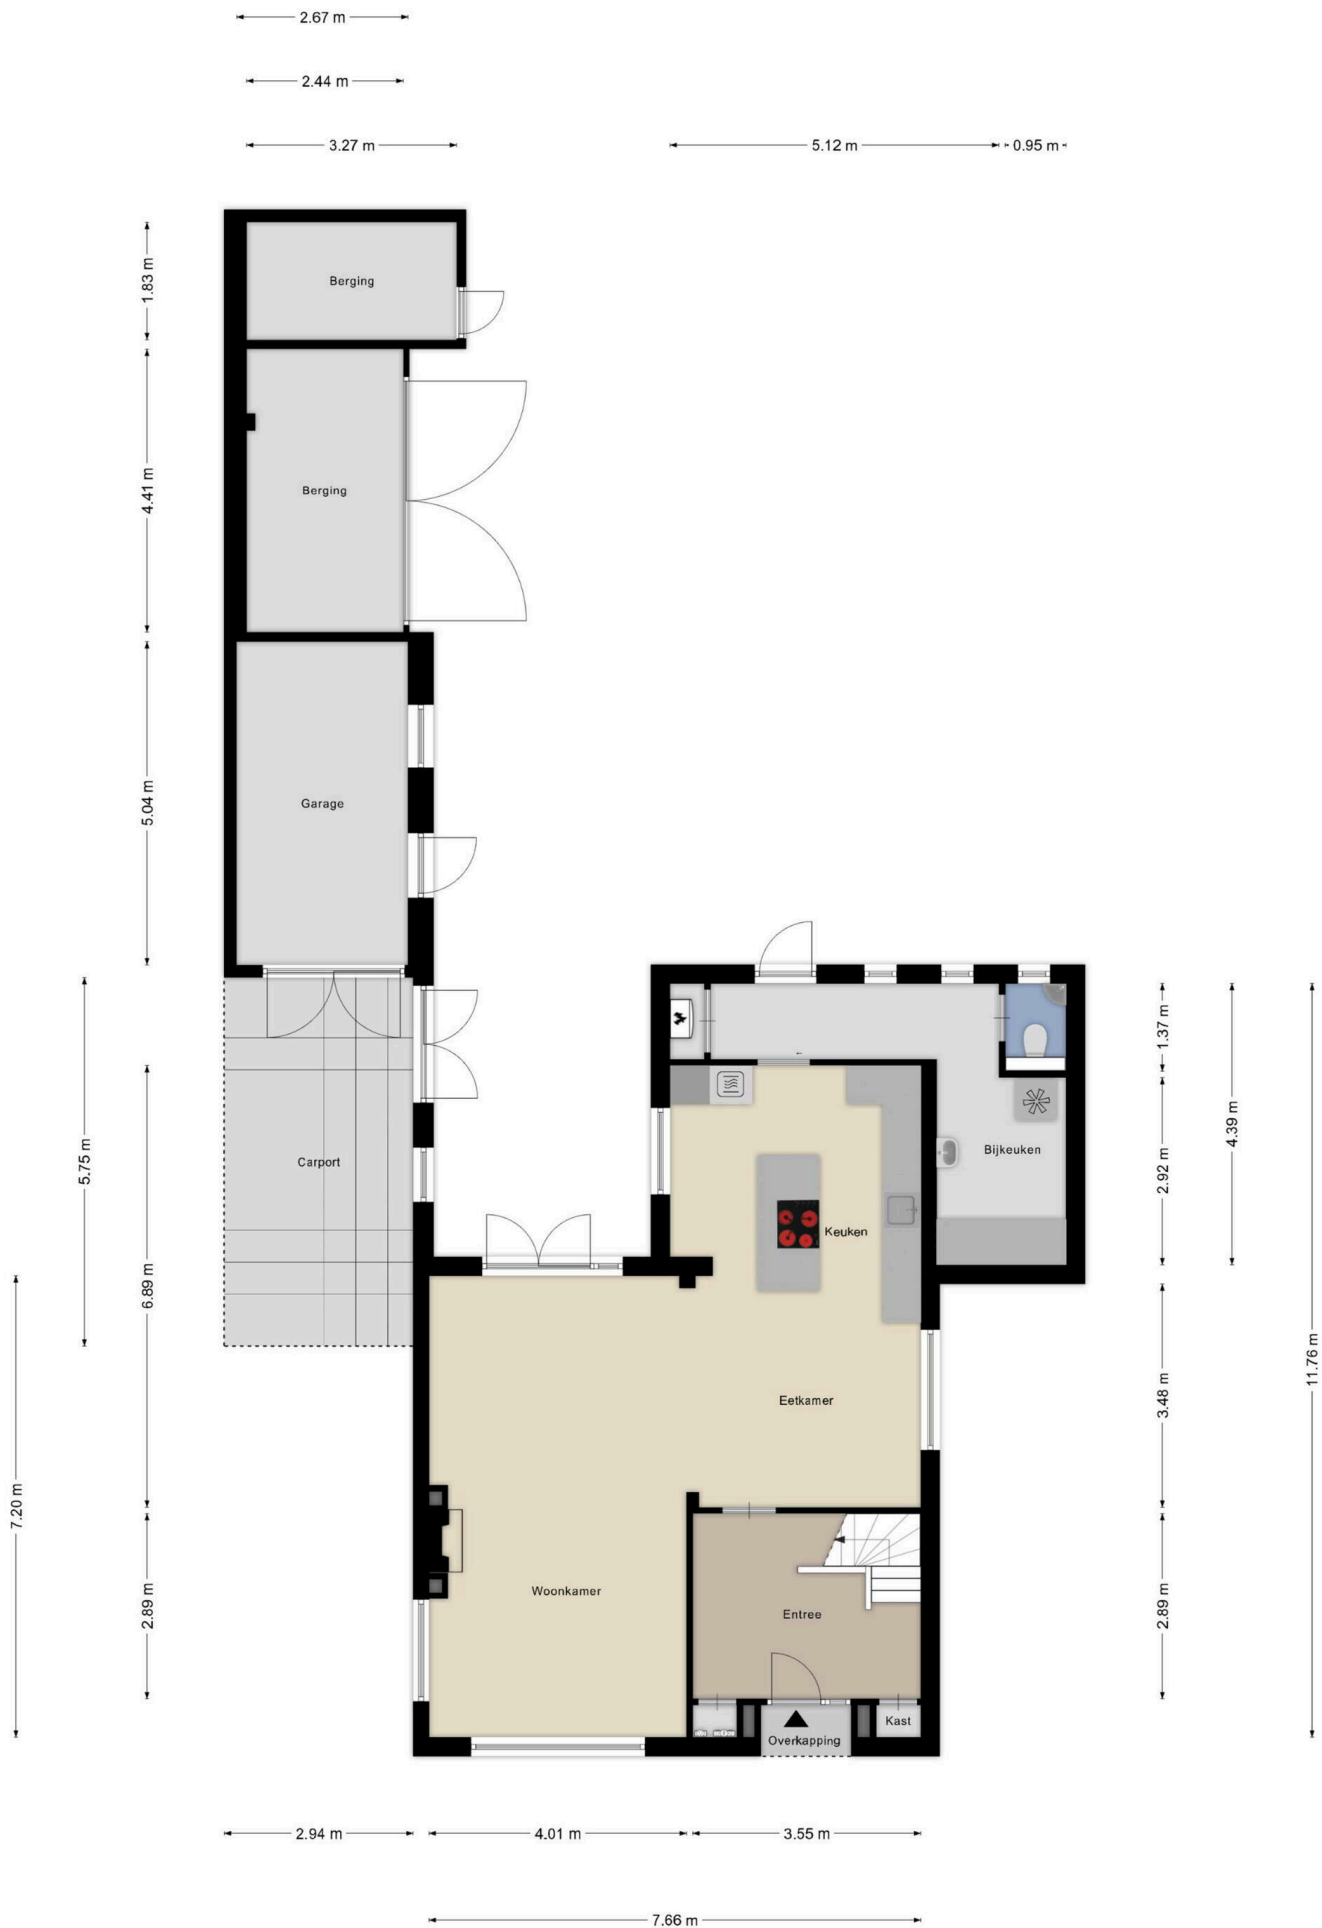 2.67 m
2.44 m
3.27 m
5.12 m
0.95 m
1.83 m
Berging
4.41 m
Berging
5.04 m
Garage
5.75 m
Carport
6.89 m
Keuken
Bijkeuken
1.37 m
2.92 m
4.39 m
Eetkamer
3.48 m
11.76 m
7.20 m
2.89 m
Woonkamer
Entree
2.89 m
Kast
Overkapping
2.94 m
4.01 m
3.55 m
7.66 m